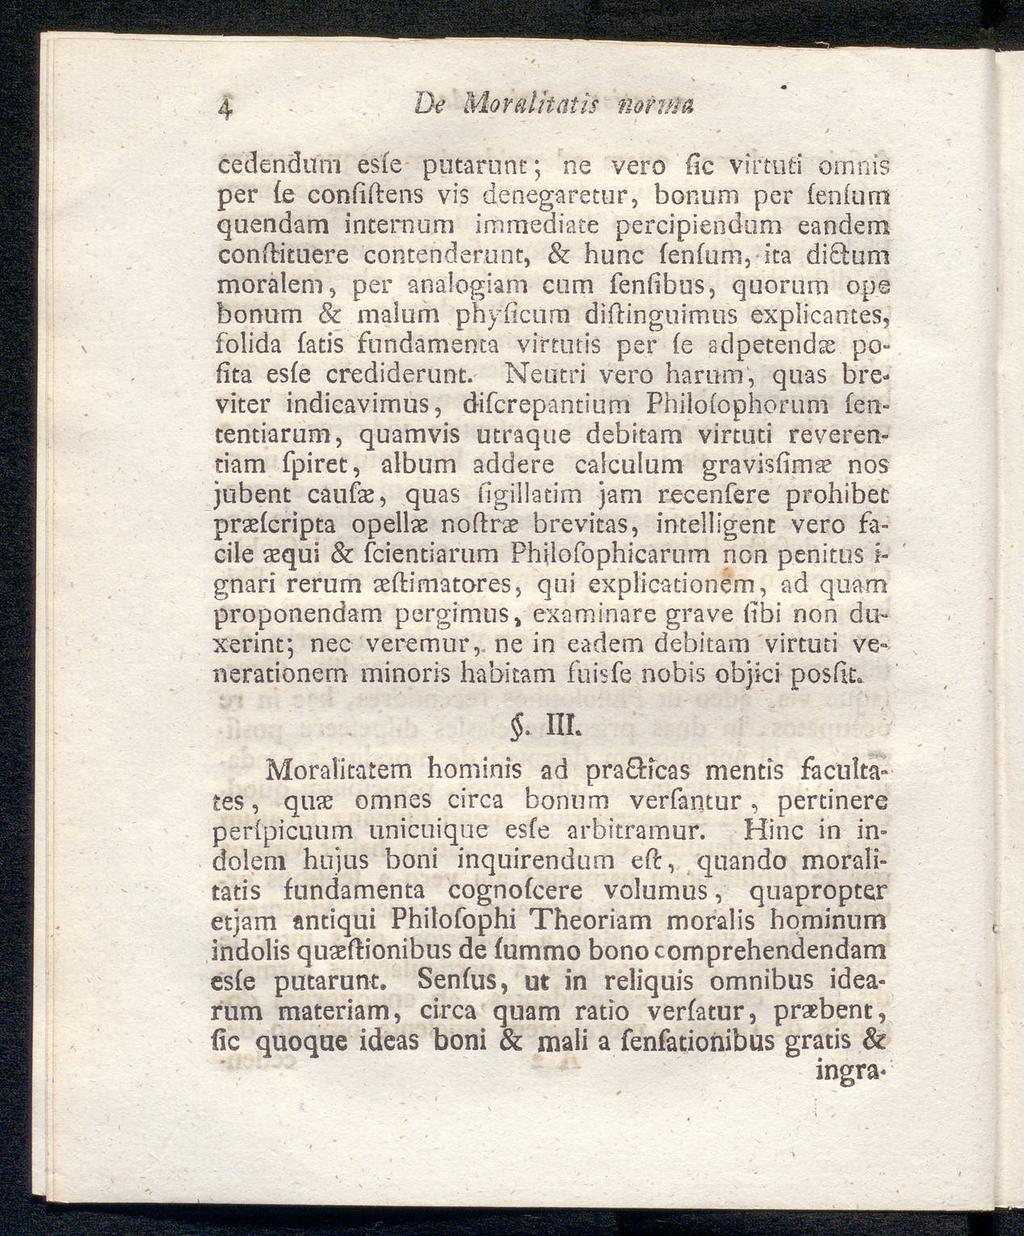 4 De Moralitatis norma
cedendum esſe putarunt; ne vero ſic virtuti omnis
per ſe conſiſtens vis denegaretur, bonum per ſenſum
quendam internum immediate percipiendum eandem
conſtituere contenderunt, & hunc ſenſum, ita dictum
moralem, per analogiam cum ſenſibus, quorum ope
bonum & malum phyſicum diſtinguimus explicantes,
ſolida ſatis fundamenta virtutis per ſe adpetendæ po-
ſita esſe crediderunt. Neutri vero harum, quas bre-
viter indicavimus, diſcrepantium Philoſophorum ſen-
tentiarum, quamvis utraque debitam virtuti reveren-
tiam ſpiret, album addere calculum gravisſimæ nos
jubent cauſæ, quas ſigillatim jam recenſere prohibet
præſcripta opellæ noſtræ brevitas, intelligent vero fa-
cile æqui & ſcientiarum Philoſophicarum non penitus i-
gnari rerum æſtimatores, qui explicationem, ad quam
proponendam pergimus, examinare grave ſibi non du-
xerint; nec veremur, ne in eadem debitam virtuti ve-
nerationem minoris habitam fuisſe nobis objici posſit.
§. III.
Moralitatem hominis ad practicas mentis faculta-
tes, quæ omnes circa bonum verſantur, pertinere
perſpicuum unicuique esſe arbitramur. Hinc in in-
dolem hujus boni inquirendum eſt, quando morali-
tatis fundamenta cognoſcere volumus, quapropter
etjam antiqui Philoſophi Theoriam moralis hominum
indolis quæſtionibus de ſummo bono comprehendendam
esſe putarunt. Senſus, ut in reliquis omnibus idea-
rum materiam, circa quam ratio verſatur, præbent,
ſic quoque ideas boni & mali a ſenſationibus gratis &
ingra-